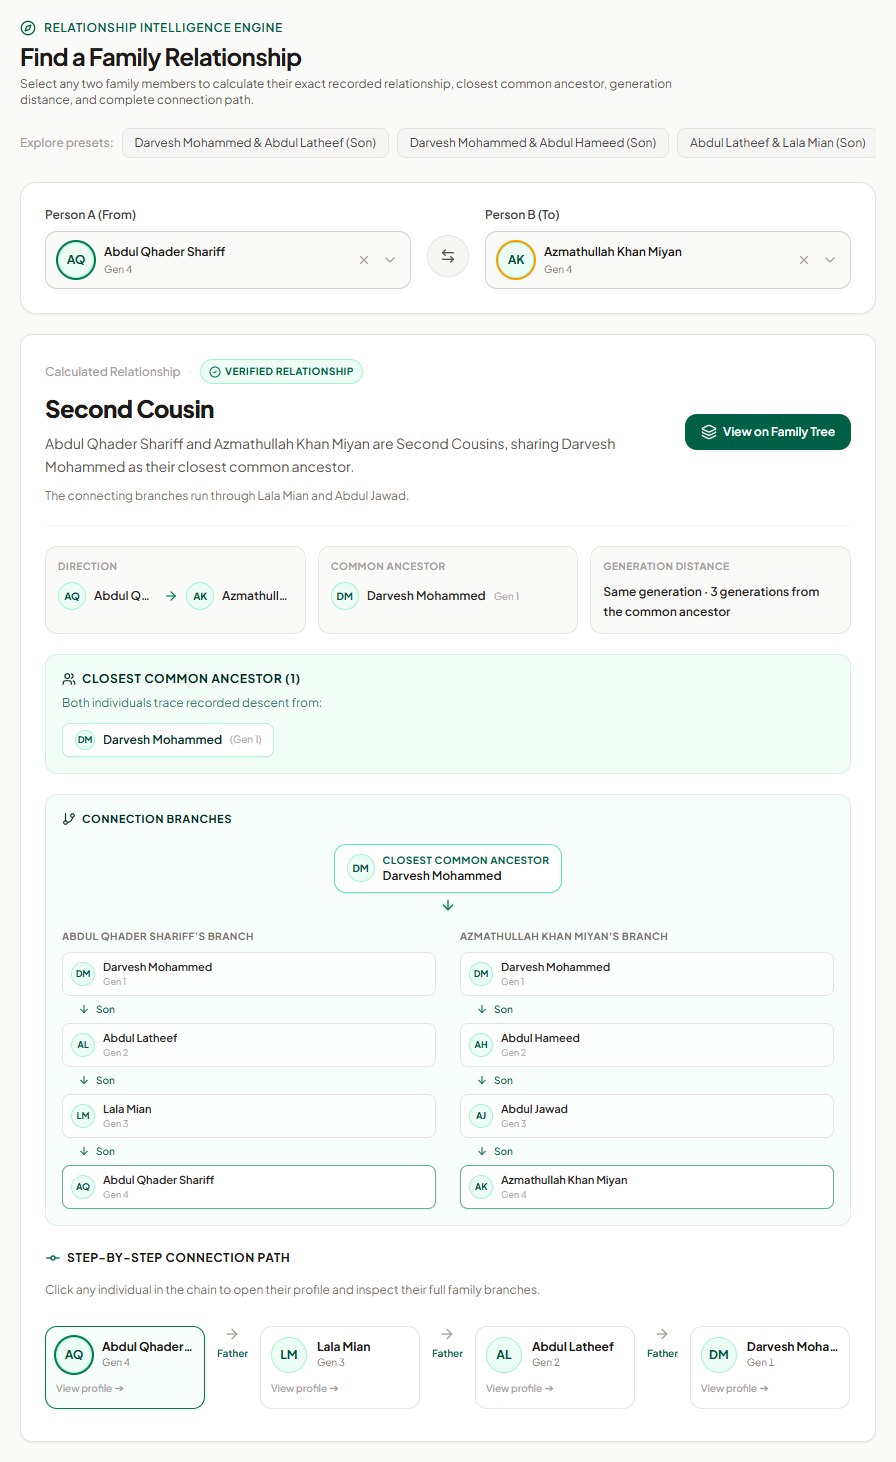 RELATIONSHIP INTELLIGENCE ENGINE
Find a Family Relationship
Select any two family members to calculate their exact recorded relationship, closest common ancestor, generation
distance, and complete connection path.
Explore presets:
Darvesh Mohammed & Abdul Latheef (Son)
Darvesh Mohammed & Abdul Hameed (Son)
Abdul Latheef & Lala Mian (Son)
Person A (From)
AQ
Abdul Qhader Shariff
Gen 4
Person B (To)
AK
Azmathullah Khan Miyan
Gen 4
Calculated Relationship ·
VERIFIED RELATIONSHIP
Second Cousin
Abdul Qhader Shariff and Azmathullah Khan Miyan are Second Cousins, sharing Darvesh
Mohammed as their closest common ancestor.
The connecting branches run through Lala Mian and Abdul Jawad.
View on Family Tree
DIRECTION
AQ Abdul Q... → AK Azmathull...
COMMON ANCESTOR
DM Darvesh Mohammed Gen 1
GENERATION DISTANCE
Same generation · 3 generations from
the common ancestor
CLOSEST COMMON ANCESTOR (1)
Both individuals trace recorded descent from:
DM Darvesh Mohammed (Gen 1)
CONNECTION BRANCHES
DM
CLOSEST COMMON ANCESTOR
Darvesh Mohammed
ABDUL QHADER SHARIFF'S BRANCH
DM
Darvesh Mohammed
Gen 1
Son
AL
Abdul Latheef
Gen 2
Son
LM
Lala Mian
Gen 3
Son
AQ
Abdul Qhader Shariff
Gen 4
AZMATHULLAH KHAN MIYAN'S BRANCH
DM
Darvesh Mohammed
Gen 1
Son
AH
Abdul Hameed
Gen 2
Son
AJ
Abdul Jawad
Gen 3
Son
AK
Azmathullah Khan Miyan
Gen 4
STEP-BY-STEP CONNECTION PATH
Click any individual in the chain to open their profile and inspect their full family branches.
AQ
Abdul Qhader...
Gen 4
View profile →
→
Father
LM
Lala Mian
Gen 3
View profile →
→
Father
AL
Abdul Latheef
Gen 2
View profile →
→
Father
DM
Darvesh Moha...
Gen 1
View profile →